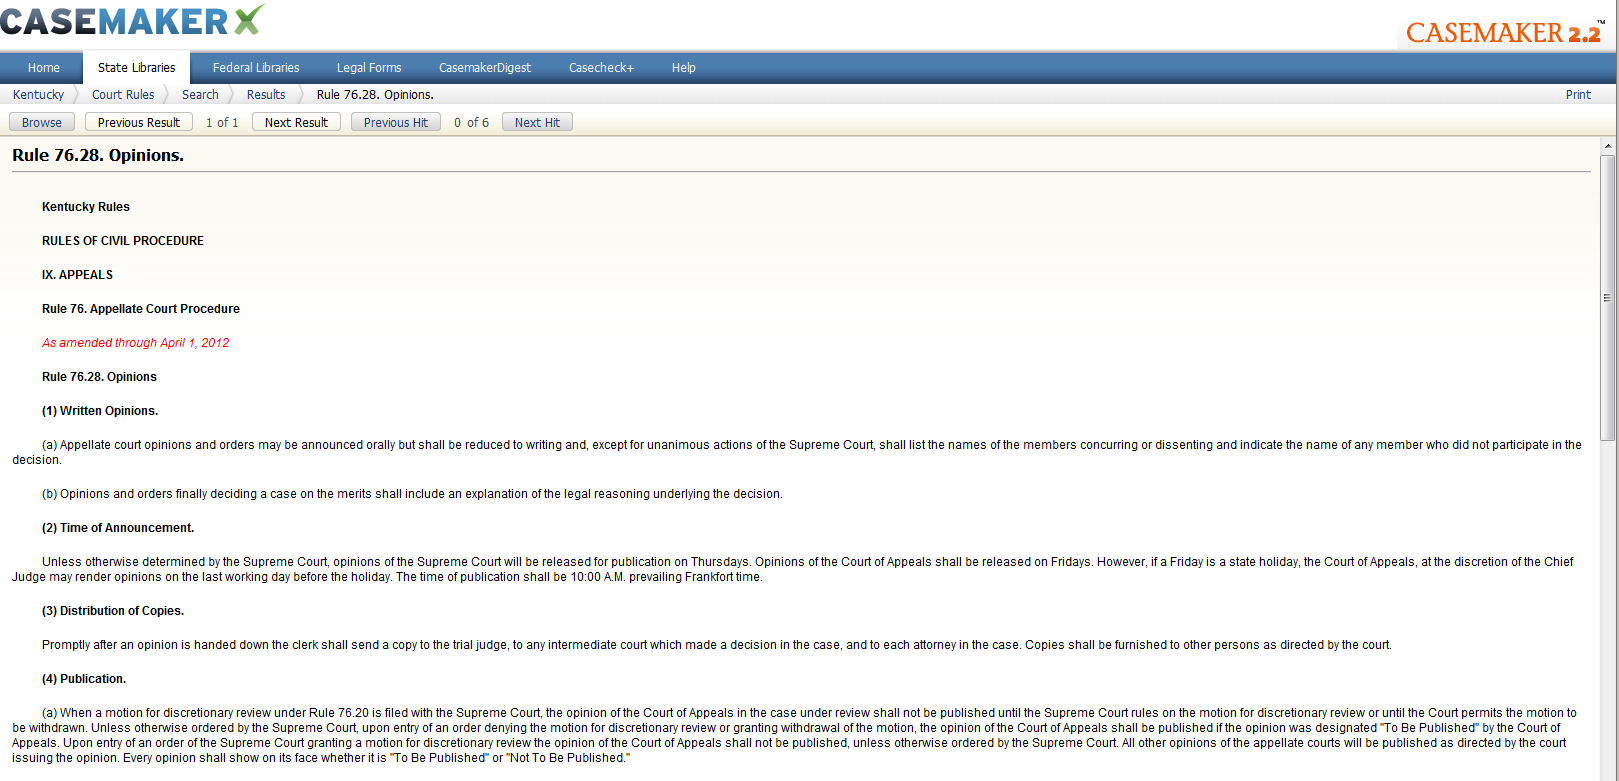 CASEMAKER X
CASEMAKER 2.2™
Home State Libraries Federal Libraries Legal Forms CasemakerDigest Casecheck+ Help
Kentucky Court Rules Search Results Rule 76.28. Opinions. Print
Browse Previous Result 1 of 1 Next Result Previous Hit 0 of 6 Next Hit
Rule 76.28. Opinions.
Kentucky Rules
RULES OF CIVIL PROCEDURE
IX. APPEALS
Rule 76. Appellate Court Procedure
As amended through April 1, 2012
Rule 76.28. Opinions
(1) Written Opinions.
(a) Appellate court opinions and orders may be announced orally but shall be reduced to writing and, except for unanimous actions of the Supreme Court, shall list the names of the members concurring or dissenting and indicate the name of any member who did not participate in the
decision.
(b) Opinions and orders finally deciding a case on the merits shall include an explanation of the legal reasoning underlying the decision.
(2) Time of Announcement.
Unless otherwise determined by the Supreme Court, opinions of the Supreme Court will be released for publication on Thursdays. Opinions of the Court of Appeals shall be released on Fridays. However, if a Friday is a state holiday, the Court of Appeals, at the discretion of the Chief
Judge may render opinions on the last working day before the holiday. The time of publication shall be 10:00 A.M. prevailing Frankfort time.
(3) Distribution of Copies.
Promptly after an opinion is handed down the clerk shall send a copy to the trial judge, to any intermediate court which made a decision in the case, and to each attorney in the case. Copies shall be furnished to other persons as directed by the court.
(4) Publication.
(a) When a motion for discretionary review under Rule 76.20 is filed with the Supreme Court, the opinion of the Court of Appeals in the case under review shall not be published until the Supreme Court rules on the motion for discretionary review or until the Court permits the motion to
be withdrawn. Unless otherwise ordered by the Supreme Court, upon entry of an order denying the motion for discretionary review or granting withdrawal of the motion, the opinion of the Court of Appeals shall be published if the opinion was designated "To Be Published" by the Court of
Appeals. Upon entry of an order of the Supreme Court granting a motion for discretionary review the opinion of the Court of Appeals shall not be published, unless otherwise ordered by the Supreme Court. All other opinions of the appellate courts will be published as directed by the court
issuing the opinion. Every opinion shall show on its face whether it is "To Be Published" or "Not To Be Published."